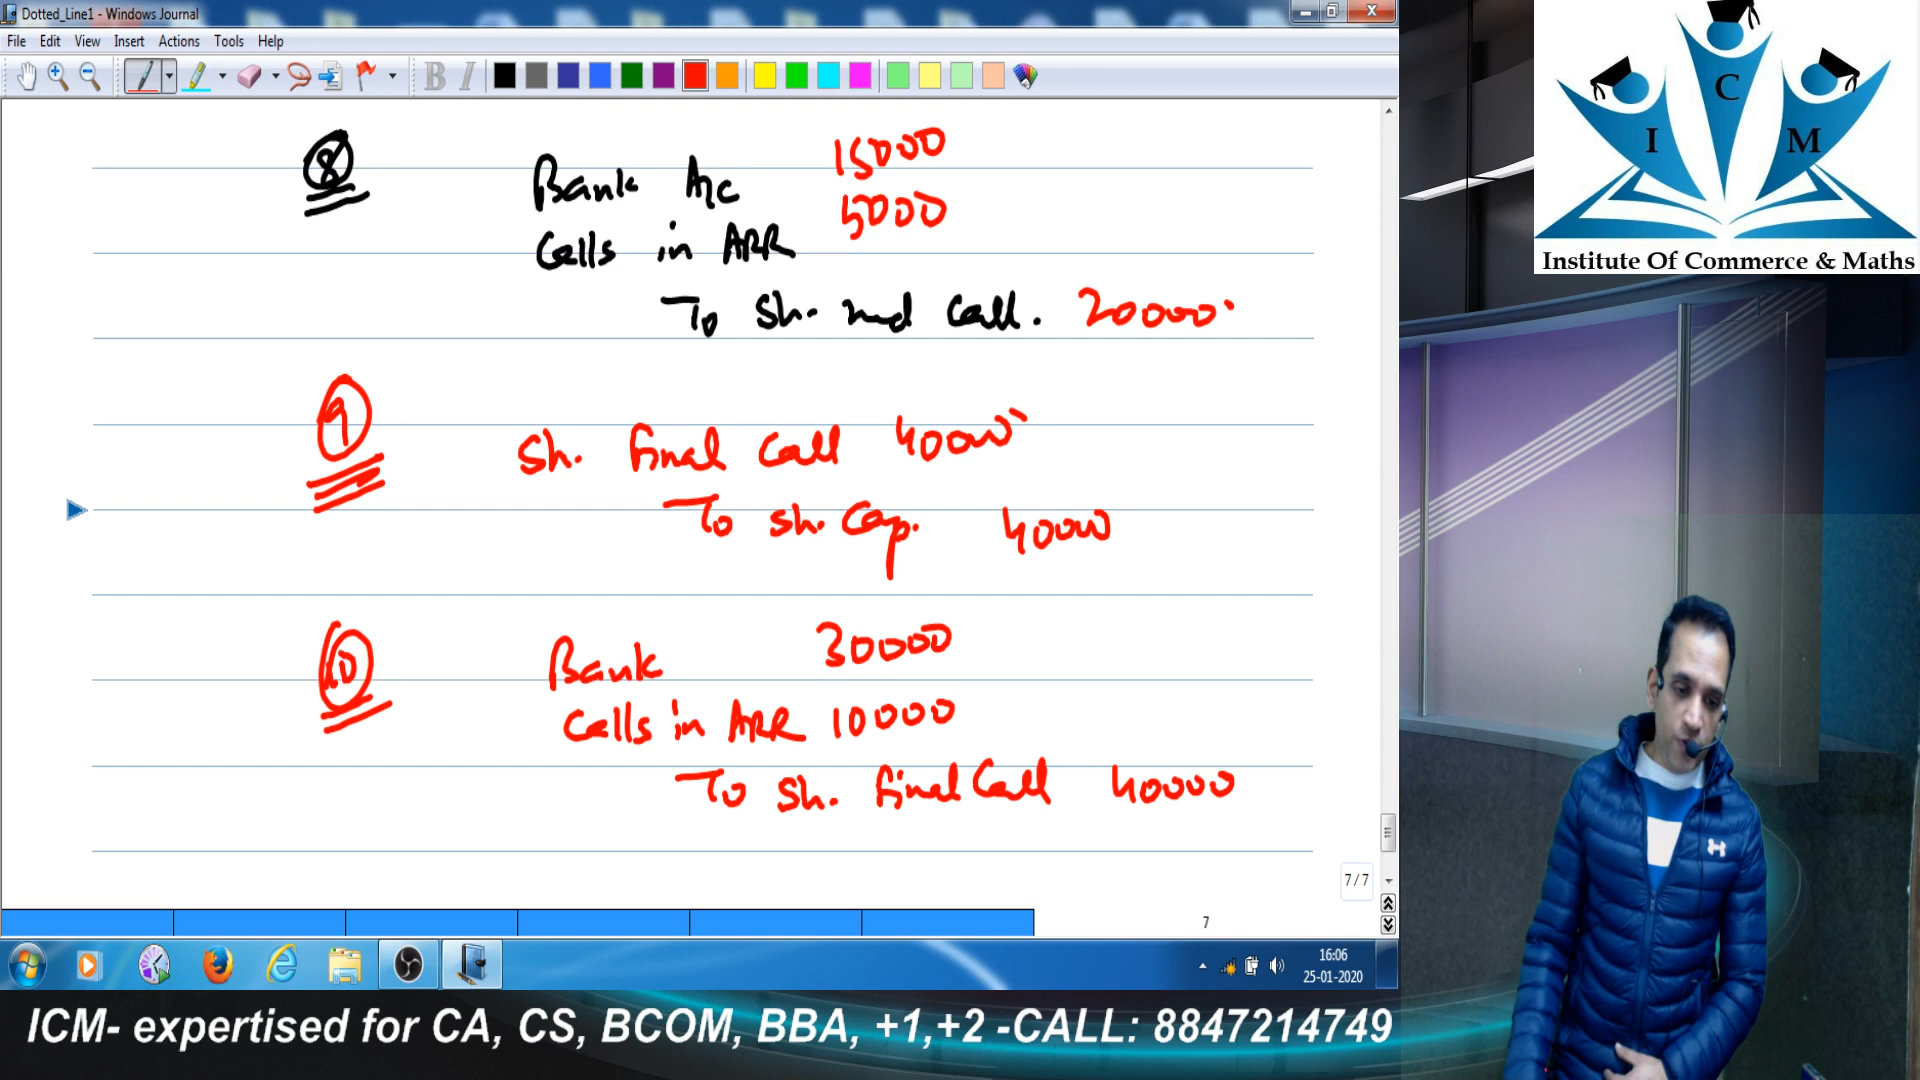 Dotted_Line1 - Windows Journal
File Edit View Insert Actions Tools Help
B I
8 Bank A/c 15000
Calls in ARR 5000
To Sh. 2nd Call. 20000
9 Sh. Final Call 40000
To Sh. Cap. 40000
10 Bank 30000
Calls in ARR 10000
To Sh. Final Call 40000
7/7
7
16:06
25-01-2020
I C M
Institute Of Commerce & Maths
ICM- expertised for CA, CS, BCOM, BBA, +1,+2 -CALL: 8847214749